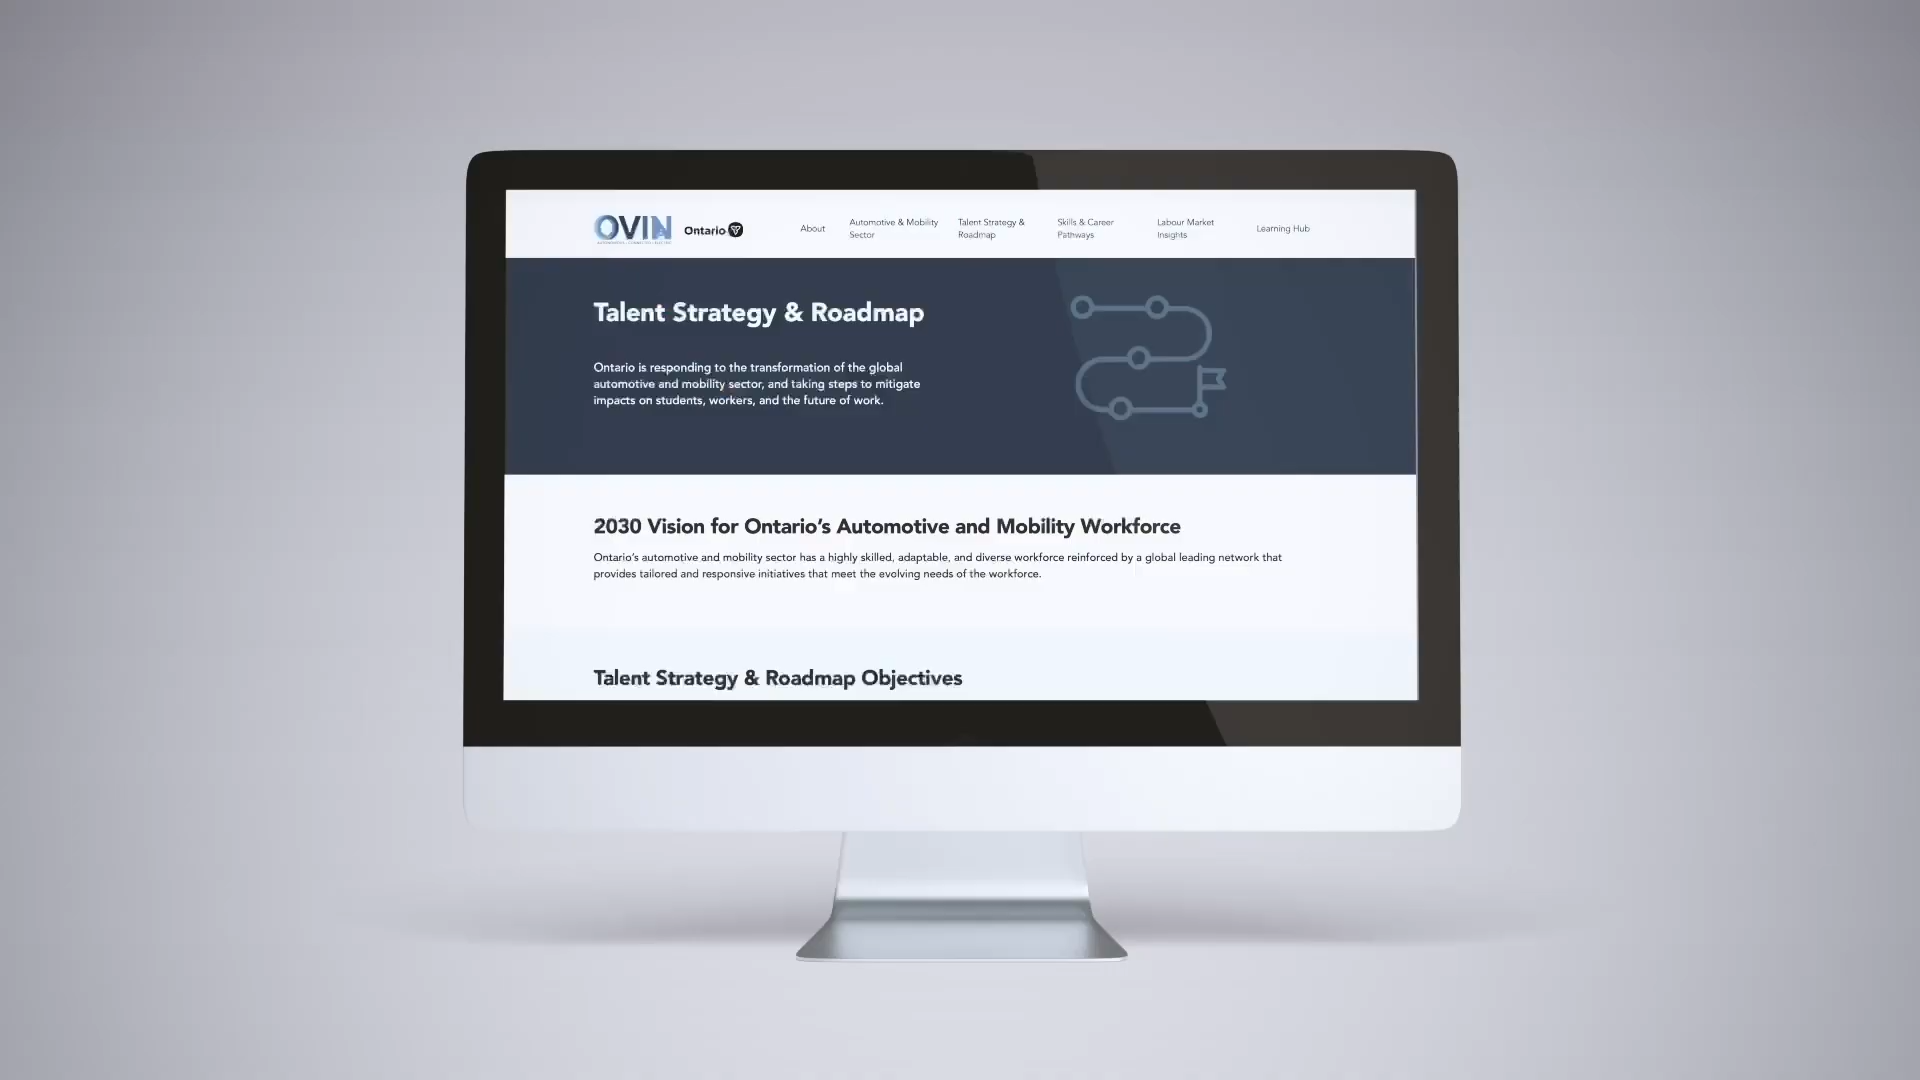 OVIN
Ontario
About
Automotive & Mobility
Sector
Talent Strategy &
Roadmap
Skills & Career
Pathways
Labour Market
Insights
Learning Hub
Talent Strategy & Roadmap
Ontario is responding to the transformation of the global
automotive and mobility sector, and taking steps to mitigate
impacts on students, workers, and the future of work.
2030 Vision for Ontario’s Automotive and Mobility Workforce
Ontario’s automotive and mobility sector has a highly skilled, adaptable, and diverse workforce reinforced by a global leading network that
provides tailored and responsive initiatives that meet the evolving needs of the workforce.
Talent Strategy & Roadmap Objectives